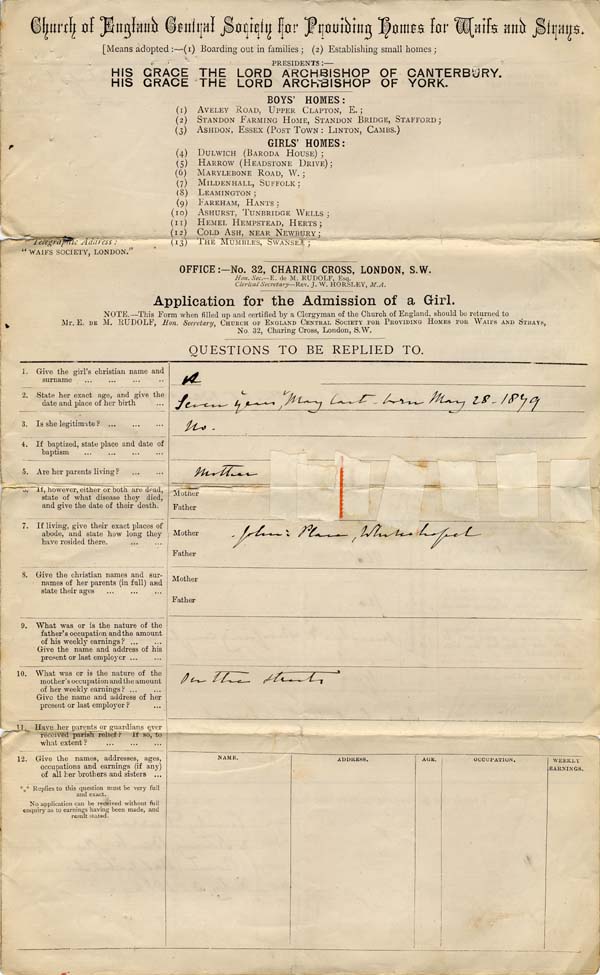 Church of England Central Society for Providing Homes for Waifs and Strays.
[Means adopted :—(1) Boarding out in families ; (2) Establishing small homes ;
PRESIDENTS :—
HIS GRACE THE LORD ARCHBISHOP OF CANTERBURY.
HIS GRACE THE LORD ARCHBISHOP OF YORK.
BOYS' HOMES :
(1) AVELEY ROAD, UPPER CLAPTON, E. ;
(2) STANDON FARMING HOME, STANDON BRIDGE, STAFFORD ;
(3) ASHDON, ESSEX (POST TOWN : LINTON, CAMBS.)
GIRLS' HOMES :
(4) DULWICH (BARODA HOUSE) ;
(5) HARROW (HEADSTONE DRIVE) ;
(6) MARYLEBONE ROAD, W. ;
(7) MILDENHALL, SUFFOLK ;
(8) LEAMINGTON ;
(9) FAREHAM, HANTS ;
(10) ASHURST, TUNBRIDGE WELLS ;
(11) HEMEL HEMPSTEAD, HERTS ;
(12) COLD ASH, NEAR NEWBURY ;
(13) THE MUMBLES, SWANSEA ;
Telegraphic Address :
"WAIFS SOCIETY, LONDON."
OFFICE :—No. 32, CHARING CROSS, LONDON, S.W.
Hon. Sec.—E. de M. RUDOLF, Esq.
Clerical Secretary—Rev. J. W. HORSLEY, M.A.
Application for the Admission of a Girl.
NOTE.—This Form when filled up and certified by a Clergyman of the Church of England, should be returned to
Mr. E. DE M. RUDOLF, Hon. Secretary, CHURCH OF ENGLAND CENTRAL SOCIETY FOR PROVIDING HOMES FOR WAIFS AND STRAYS,
No. 32, Charing Cross, London, S.W.
QUESTIONS TO BE REPLIED TO.
1. Give the girl's christian name and
surname ... ... ... ..
A
2. State her exact age, and give the
date and place of her birth ...
Seven years, May last - born May 28 - 1879
3. Is she legitimate ? ... ... ...
No.
4. If baptized, state place and date of
baptism ... ... ... ...
5. Are her parents living ? ... ...
Mother
6. If, however, either or both are dead,
state of what disease they died,
and give the date of their death.
Mother
Father
7. If living, give their exact places of
abode, and state how long they
have resided there. ... ...
Mother John's Place, Whitechapel
Father
8. Give the christian names and sur-
names of her parents (in full) and
state their ages ... ... ...
Mother
Father
9. What was or is the nature of the
father's occupation and the amount
of his weekly earnings ? ... ...
Give the name and address of his
present or last employer ... ...
10. What was or is the nature of the
mother's occupation and the amount
of her weekly earnings ? ... ...
Give the name and address of her
present or last employer ? ...
On the streets
11. Have her parents or guardians ever
received parish relief ? If so, to
what extent ? ... ... ...
12. Give the names, addresses, ages,
occupations and earnings (if any)
of all her brothers and sisters ...
*** Replies to this question must be very full
and exact.
No application can be received without full
enquiry as to earnings having been made, and
result stated.
NAME. ADDRESS. AGE. OCCUPATION. WEEKLY
EARNINGS.